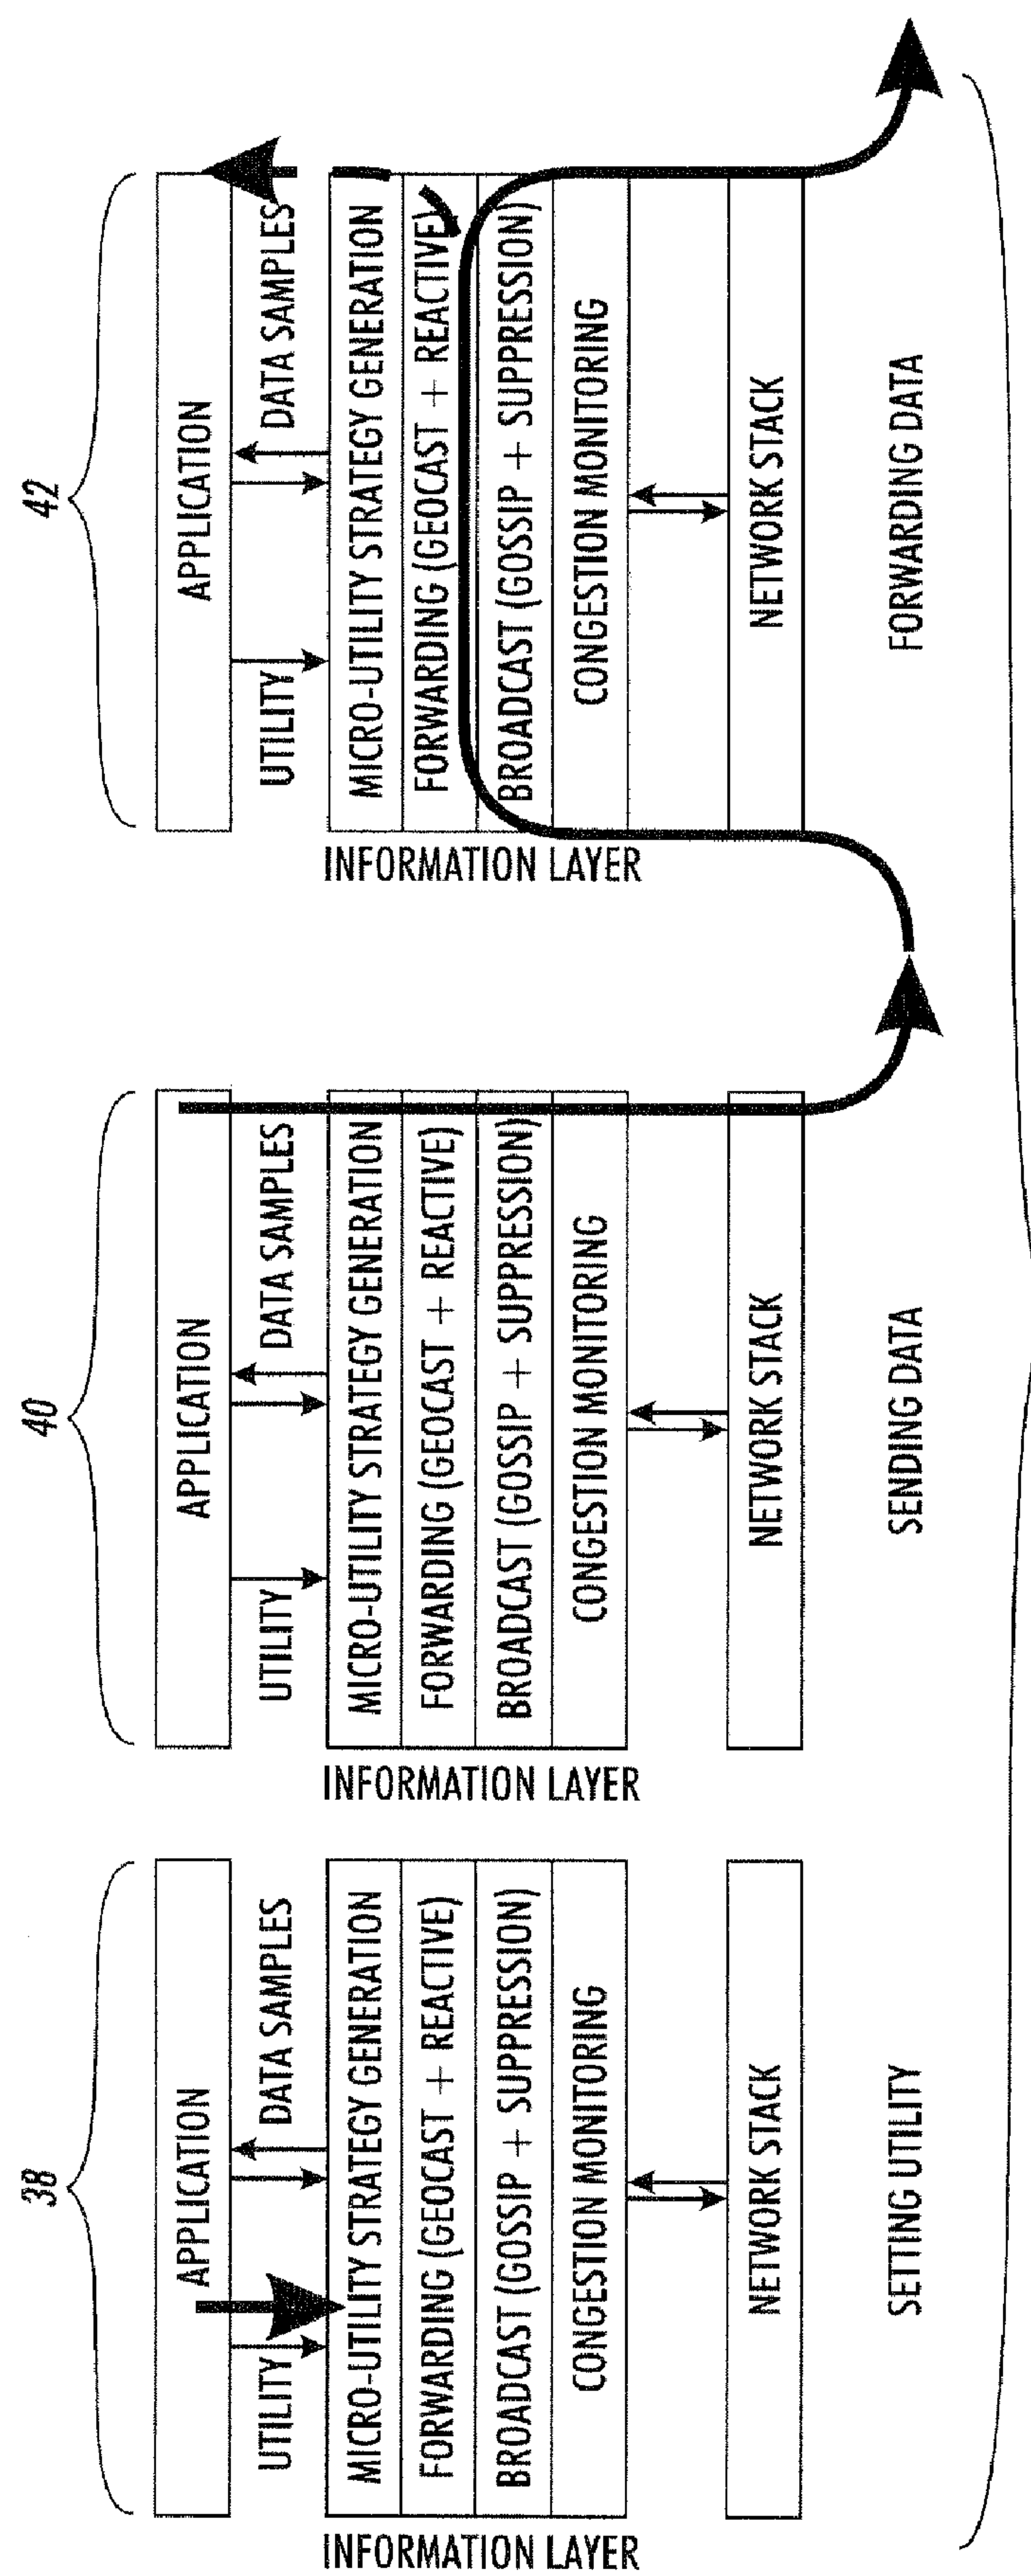 38
APPLICATION
UTILITY
DATA SAMPLES
MICRO-UTILITY STRATEGY GENERATION
FORWARDING (GEOCAST + REACTIVE)
BROADCAST (GOSSIP + SUPPRESSION)
CONGESTION MONITORING
INFORMATION LAYER
NETWORK STACK
SETTING UTILITY
40
APPLICATION
UTILITY
DATA SAMPLES
MICRO-UTILITY STRATEGY GENERATION
FORWARDING (GEOCAST + REACTIVE)
BROADCAST (GOSSIP + SUPPRESSION)
CONGESTION MONITORING
INFORMATION LAYER
NETWORK STACK
SENDING DATA
42
APPLICATION
UTILITY
DATA SAMPLES
MICRO-UTILITY STRATEGY GENERATION
FORWARDING (GEOCAST + REACTIVE)
BROADCAST (GOSSIP + SUPPRESSION)
CONGESTION MONITORING
INFORMATION LAYER
NETWORK STACK
FORWARDING DATA